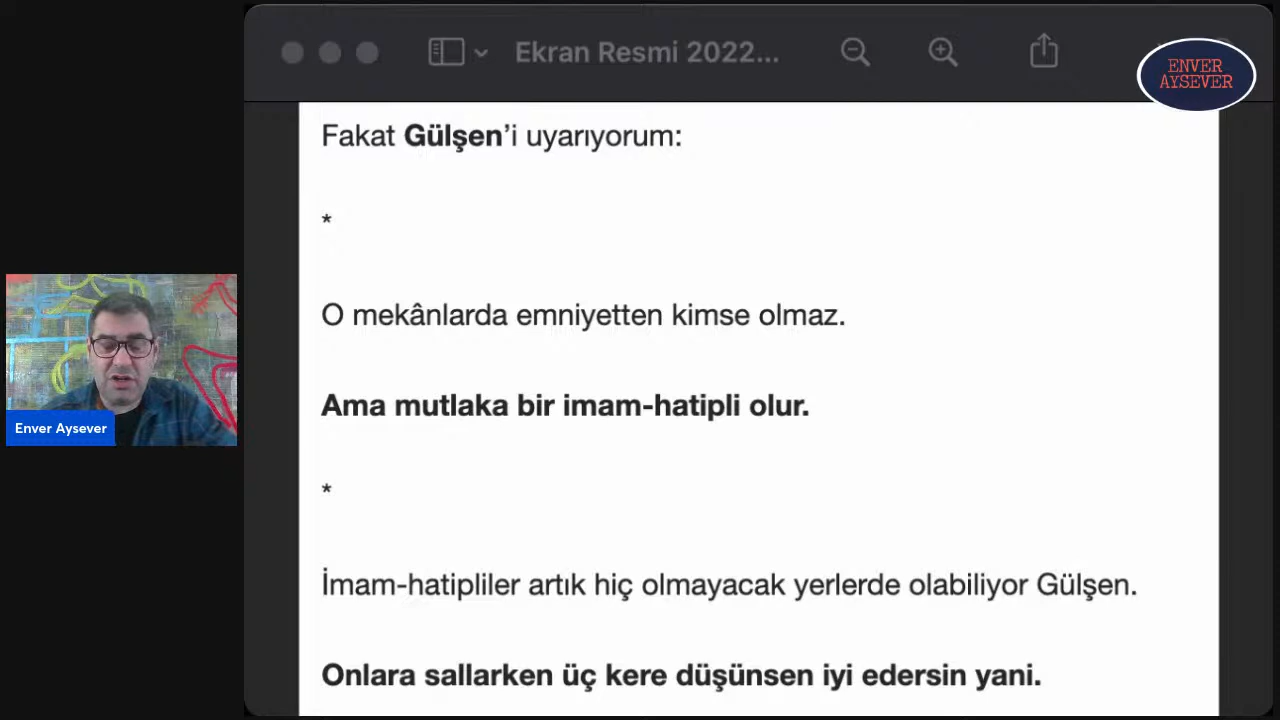 Ekran Resmi 2022...
ENVER
AYSEVER
Fakat Gülşen’i uyarıyorum:
*
O mekânlarda emniyetten kimse olmaz.
Ama mutlaka bir imam-hatipli olur.
*
İmam-hatipliler artık hiç olmayacak yerlerde olabiliyor Gülşen.
Onlara sallarken üç kere düşünsen iyi edersin yani.
Enver Aysever